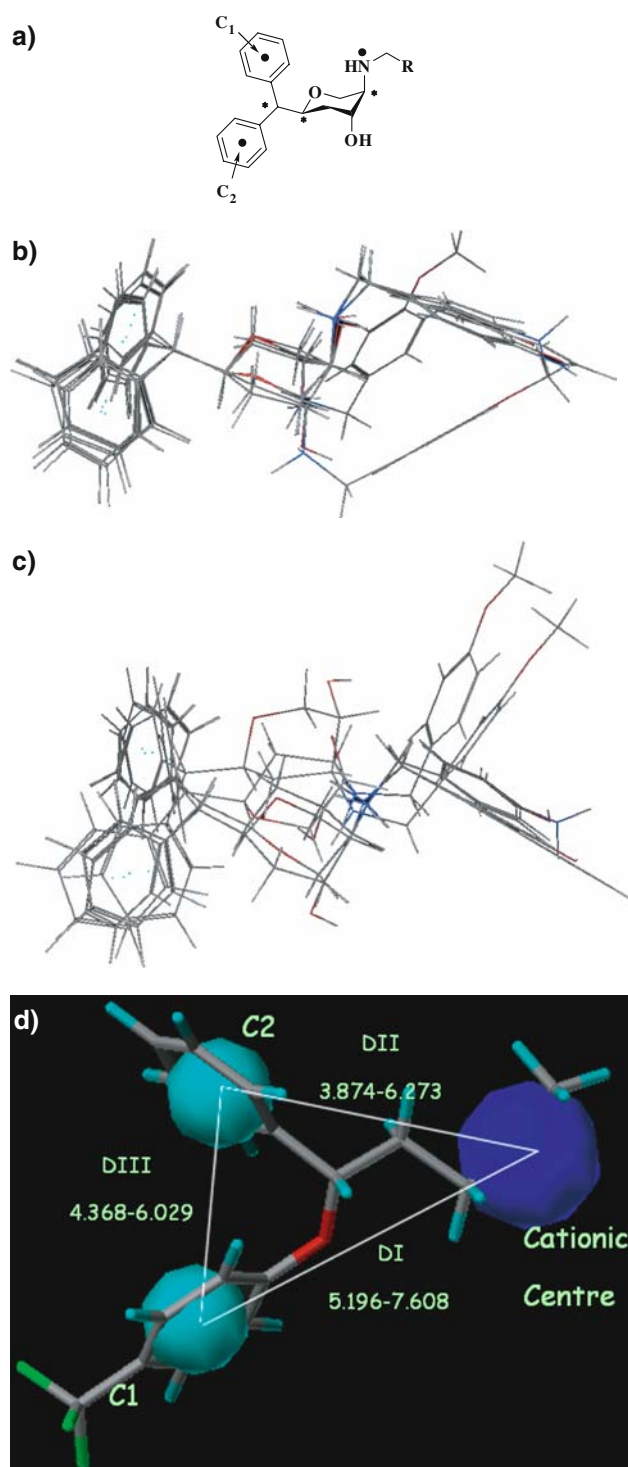 a)
C1
HN
R
O
*
*
*
OH
C2
b)
c)
d)
C2
DII
3.874-6.273
DIII
4.368-6.029
DI
5.196-7.608
Cationic
Centre
C1